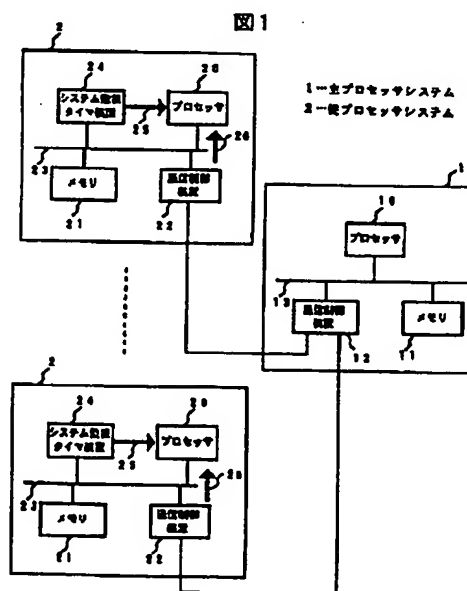 図1
2
24
20
システム監視
タイマ装置
プロセッサ
25
26
23
メモリ
通信制御
装置
21
22
1…主プロセッサシステム
2…従プロセッサシステム
1
10
プロセッサ
13
通信制御
装置
メモリ
12
11
2
24
20
システム監視
タイマ装置
プロセッサ
25
26
23
メモリ
通信制御
装置
21
22